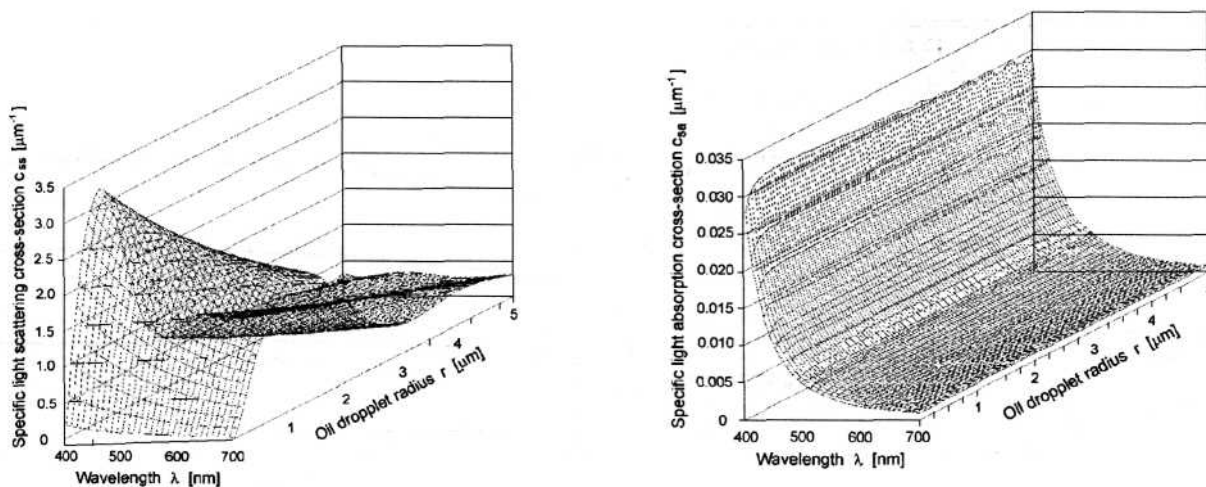 Specific light scattering cross-section c_ss [µm⁻¹]
3.5
3.0
2.5
2.0
1.5
1.0
0.5
0
400 500 600 700
Wavelength λ [nm]
1 2 3 4 5
Oil dropplet radius r [µm]
Specific light absorption cross-section c_sa [µm⁻¹]
0.035
0.030
0.025
0.020
0.015
0.010
0.005
0
400 500 600 700
Wavelength λ [nm]
1 2 3 4
Oil dropplet radius r [µm]